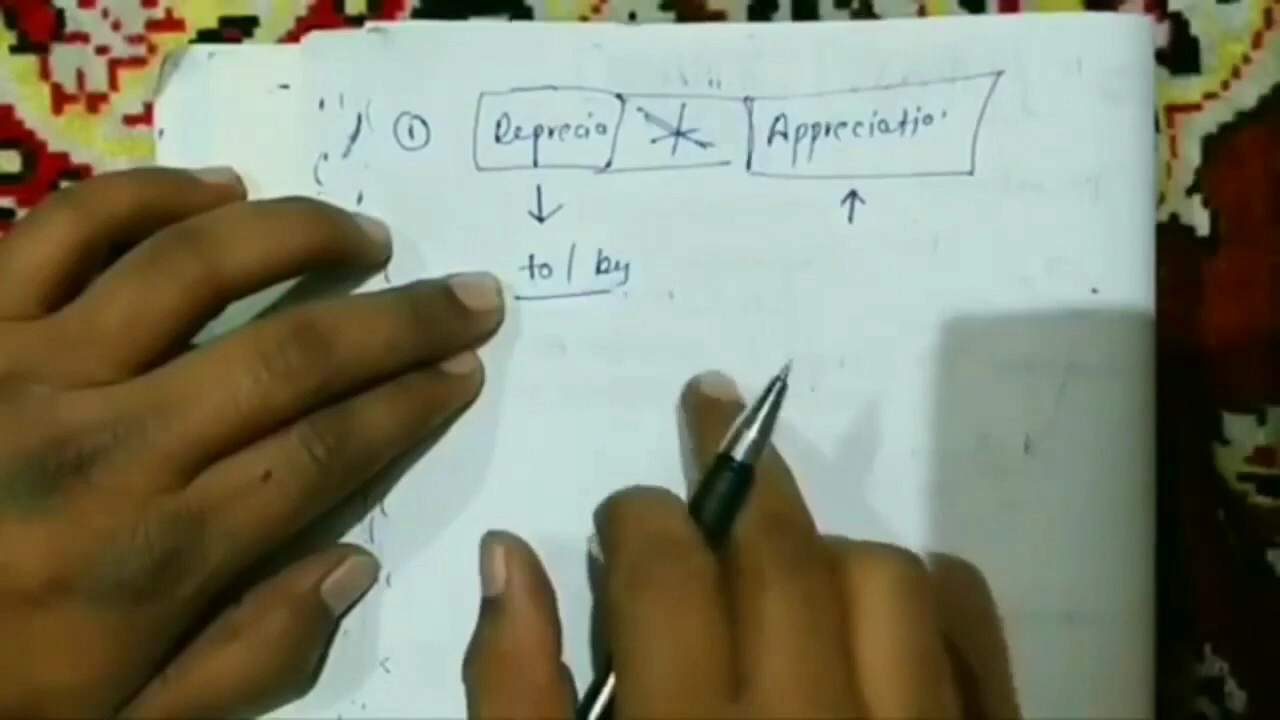 ① Deprecia Appreciatio
to / by